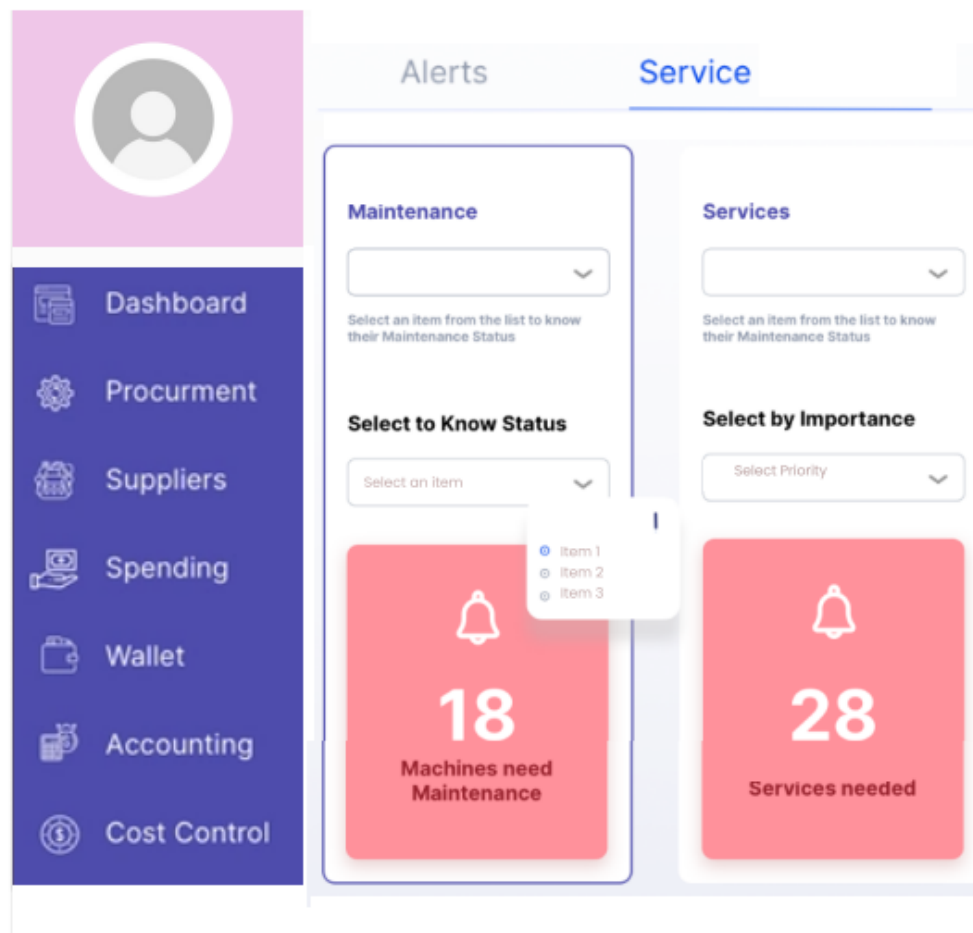 Alerts
Service
Dashboard
Procurment
Suppliers
Spending
Wallet
Accounting
Cost Control
Maintenance
Select an item from the list to know
their Maintenance Status
Select to Know Status
Select an item
Item 1
Item 2
Item 3
18
Machines need
Maintenance
Services
Select an item from the list to know
their Maintenance Status
Select by Importance
Select Priority
28
Services needed